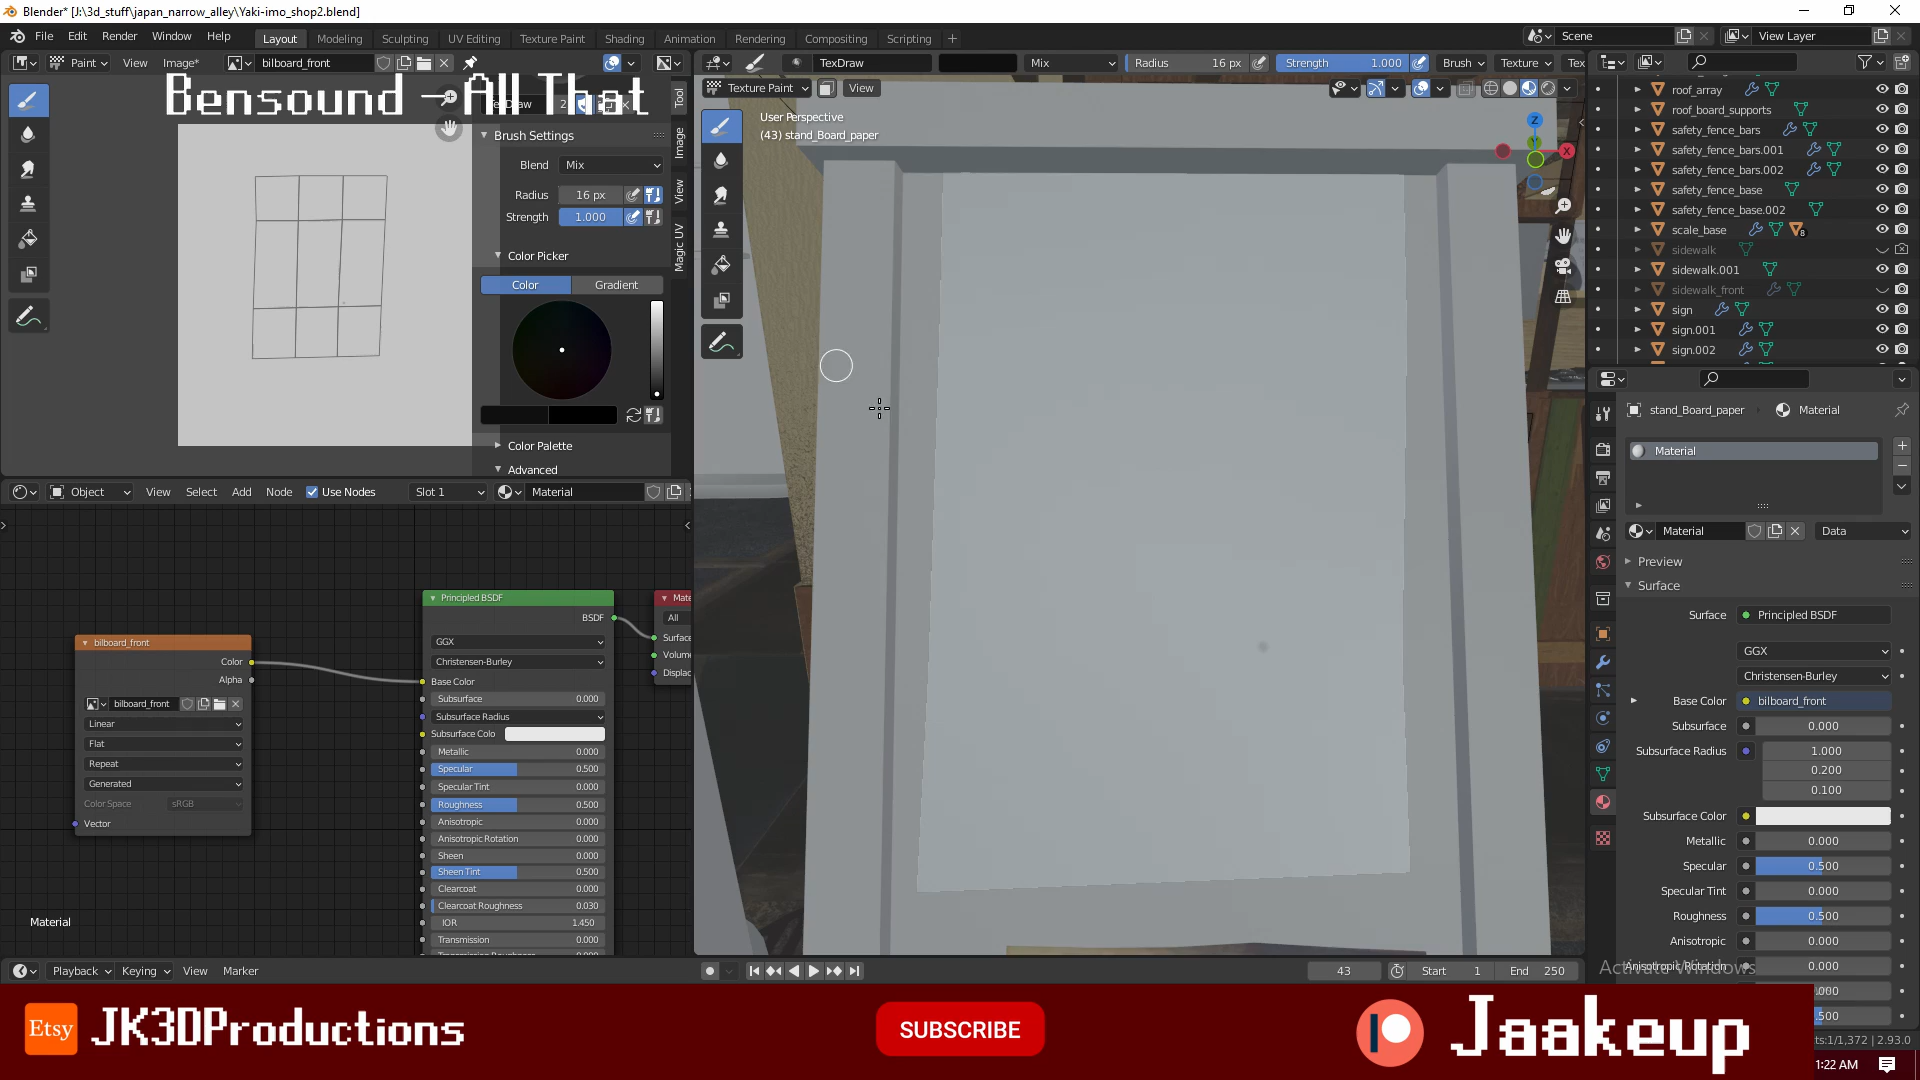 Blender* [J:\3d_stuff\japan_narrow_alley\Yaki-imo_shop2.blend]
File Edit Render Window Help Layout Modeling Sculpting UV Editing Texture Paint Shading Animation Rendering Compositing Scripting + Scene View Layer
Paint View Image* bilboard_front TexDraw Mix Radius 16 px Strength 1.000 Brush Texture Tex
Bensound - All That
2
Texture Paint View
User Perspective
(43) stand_Board_paper
Z
X
Brush Settings
Blend Mix
Radius 16 px
Strength 1.000
Color Picker
Color Gradient
Color Palette
Advanced
Tool
Image
View
Magic UV
roof_array
roof_board_supports
safety_fence_bars
safety_fence_bars.001
safety_fence_bars.002
safety_fence_base
safety_fence_base.002
scale_base 8
sidewalk
sidewalk.001
sidewalk_front
sign
sign.001
sign.002
Object View Select Add Node Use Nodes Slot 1 Material
bilboard_front
Color
Alpha
bilboard_front
Linear
Flat
Repeat
Generated
Color Space sRGB
Vector
Principled BSDF
BSDF
GGX
Christensen-Burley
Base Color
Subsurface 0.000
Subsurface Radius
Subsurface Colo
Metallic 0.000
Specular 0.500
Specular Tint 0.000
Roughness 0.500
Anisotropic 0.000
Anisotropic Rotation 0.000
Sheen 0.000
Sheen Tint 0.500
Clearcoat 0.000
Clearcoat Roughness 0.030
IOR 1.450
Transmission 0.000
Mate
All
Surface
Volum
Displac
Material
stand_Board_paper Material
Material
Material Data
Preview
Surface
Surface Principled BSDF
GGX
Christensen-Burley
Base Color bilboard_front
Subsurface 0.000
Subsurface Radius 1.000
0.200
0.100
Subsurface Color
Metallic 0.000
Specular 0.500
Specular Tint 0.000
Roughness 0.500
Anisotropic 0.000
Anisotropic Rotation 0.000
Activate Windows
Playback Keying View Marker 43 Start 1 End 250
Etsy JK3DProductions SUBSCRIBE Jaakeup
ts:1/1,372 | 2.93.0
1:22 AM